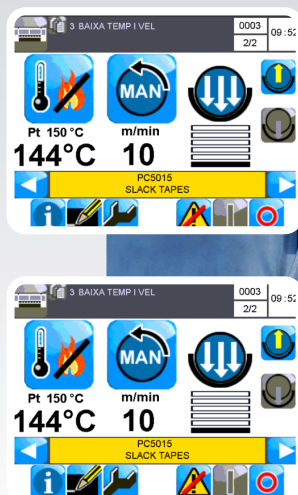 3 BAIXA TEMP I VEL
0003
2/2
09:52
MAN
Pt 150 °C
m/min
144°C
10
PC5015
SLACK TAPES
3 BAIXA TEMP I VEL
0003
2/2
09:52
MAN
Pt 150 °C
m/min
144°C
10
PC5015
SLACK TAPES